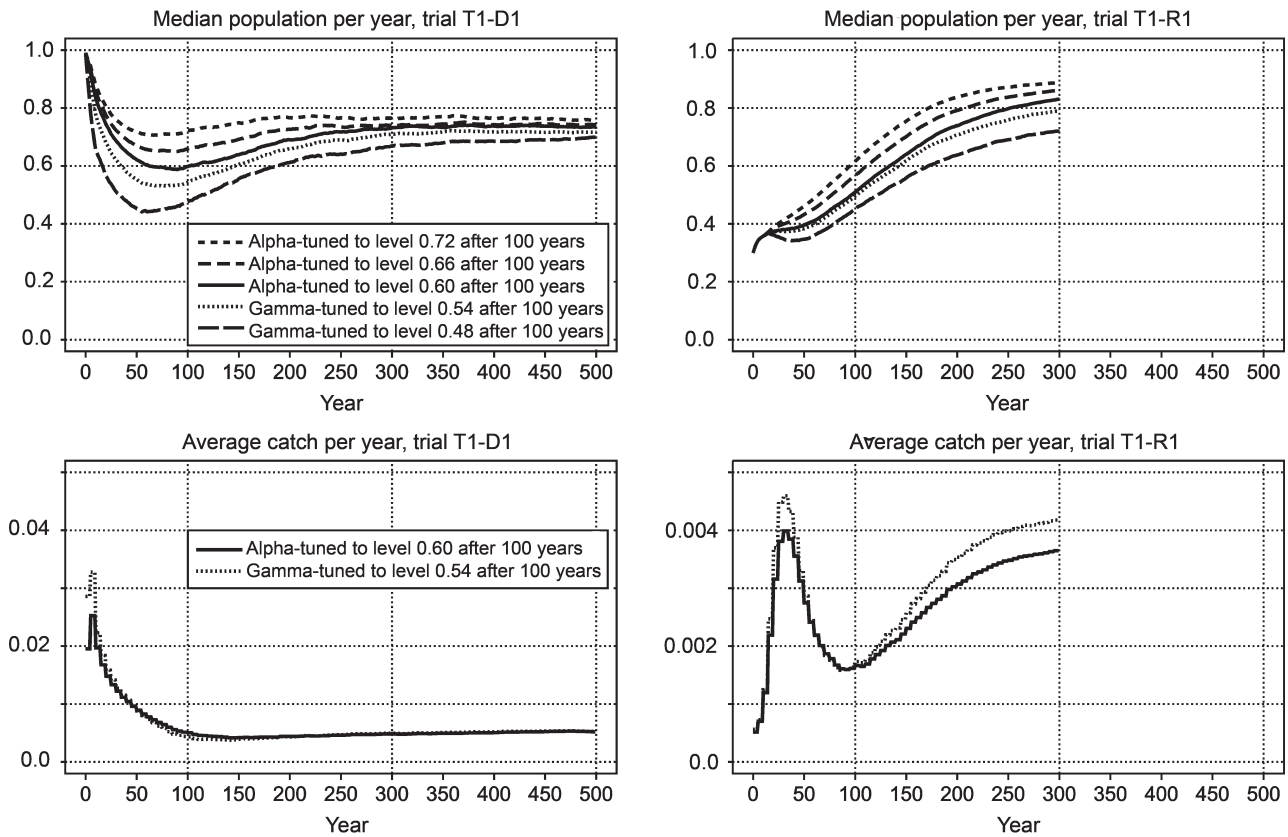 Median population per year, trial T1-D1
1.0
0.8
0.6
0.4
0.2
0.0
Alpha-tuned to level 0.72 after 100 years
Alpha-tuned to level 0.66 after 100 years
Alpha-tuned to level 0.60 after 100 years
Gamma-tuned to level 0.54 after 100 years
Gamma-tuned to level 0.48 after 100 years
0 50 100 150 200 250 300 350 400 450 500
Year
Median population per year, trial T1-R1
1.0
0.8
0.6
0.4
0.2
0.0
0 50 100 150 200 250 300 350 400 450 500
Year
Average catch per year, trial T1-D1
0.04
0.02
0.0
Alpha-tuned to level 0.60 after 100 years
Gamma-tuned to level 0.54 after 100 years
0 50 100 150 200 250 300 350 400 450 500
Year
Average catch per year, trial T1-R1
0.004
0.002
0.0
0 50 100 150 200 250 300 350 400 450 500
Year